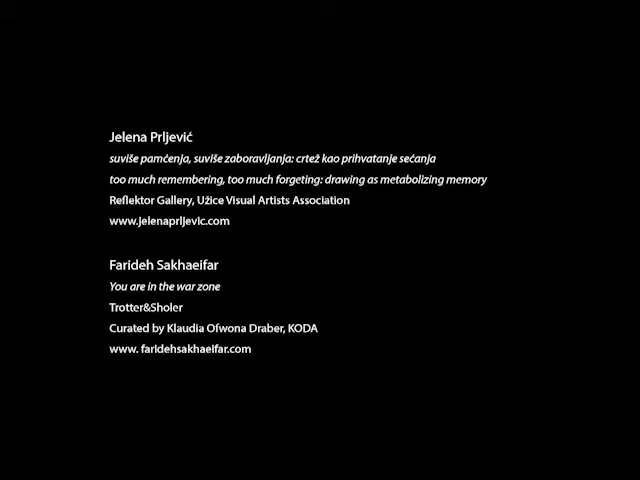 Jelena Prljević
suviše pamćenja, suviše zaboravljanja: crtež kao prihvatanje sećanja
too much remembering, too much forgeting: drawing as metabolizing memory
Reflektor Gallery, Užice Visual Artists Association
www.jelenaprljevic.com
Farideh Sakhaeifar
You are in the war zone
Trotter&Sholer
Curated by Klaudia Ofwona Draber, KODA
www. faridehsakhaeifar.com